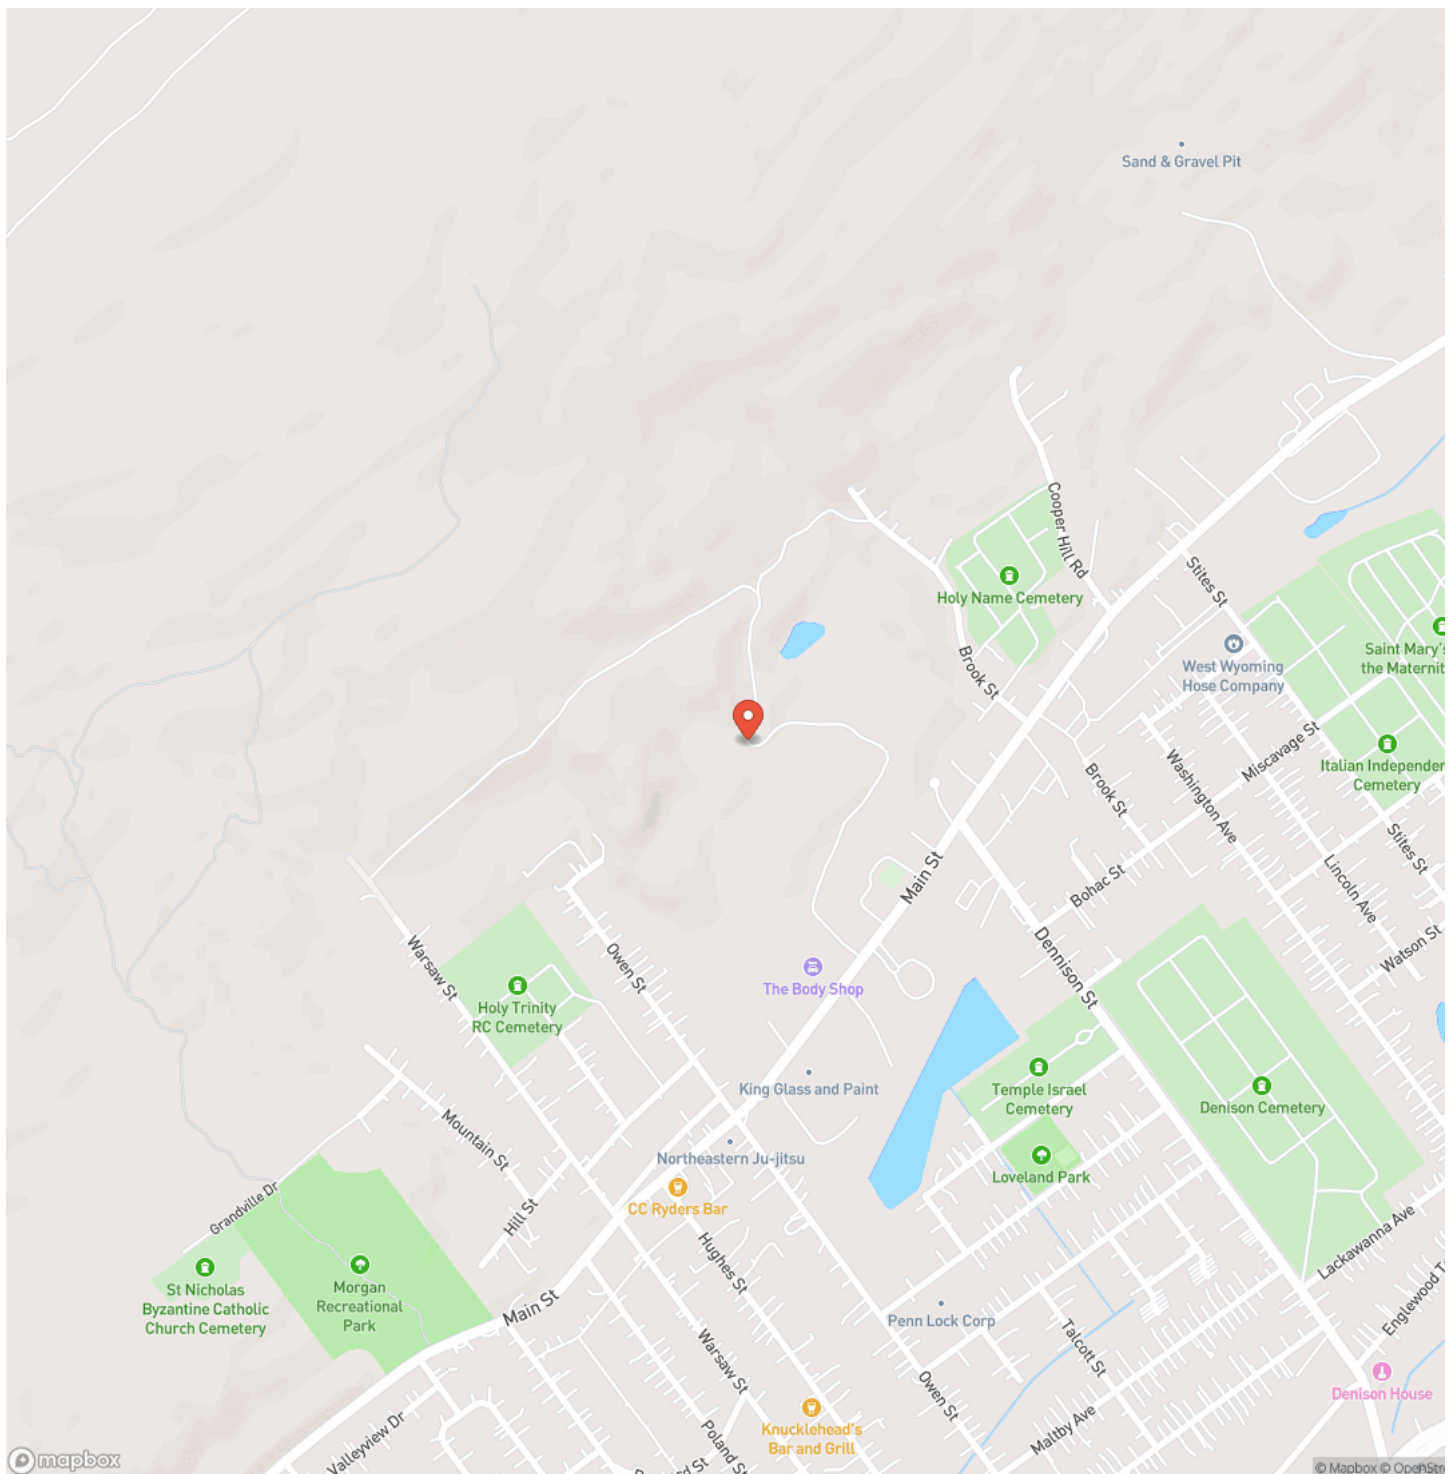 Sand & Gravel Pit
Cooper Hill Rd
Holy Name Cemetery
Stites St
Brook St
West Wyoming
Hose Company
Saint Mary's
the Maternit
Miscavage St
Italian Independen
Cemetery
Brook St
Washington Ave
Main St
Bohac St
Lincoln Ave
Stites St
Watson St
Warsaw St
Owen St
Dennison St
The Body Shop
Holy Trinity
RC Cemetery
King Glass and Paint
Temple Israel
Cemetery
Denison Cemetery
Mountain St
Northeastern Ju-jitsu
Loveland Park
CC Ryders Bar
Grandville Dr
Hill St
Hughes St
Lackawanna Ave
St Nicholas
Byzantine Catholic
Church Cemetery
Morgan
Recreational
Park
Main St
Penn Lock Corp
Englewood T
Warsaw St
Talcott St
Owen St
Denison House
Valleyview Dr
Poland St
Knucklehead's
Bar and Grill
Maltby Ave
rd St
mapbox
© Mapbox © OpenStre